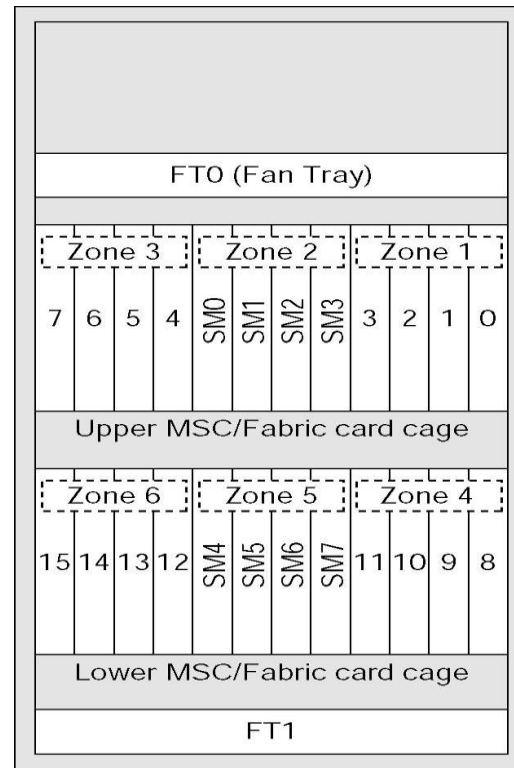 FT0 (Fan Tray)
Zone 3 Zone 2 Zone 1
7 6 5 4 SM0 SM1 SM2 SM3 3 2 1 0
Upper MSC/Fabric card cage
Zone 6 Zone 5 Zone 4
15 14 13 12 SM4 SM5 SM6 SM7 11 10 9 8
Lower MSC/Fabric card cage
FT1